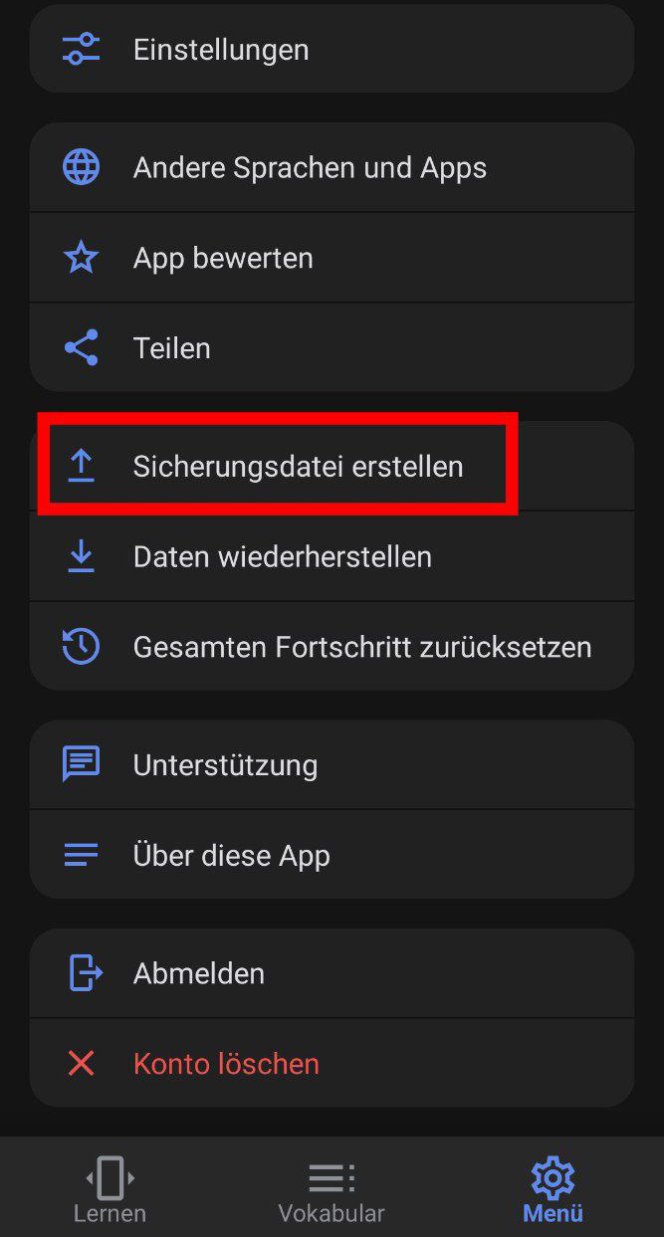 Einstellungen
Andere Sprachen und Apps
App bewerten
Teilen
Sicherungsdatei erstellen
Daten wiederherstellen
Gesamten Fortschritt zurücksetzen
Unterstützung
Über diese App
Abmelden
Konto löschen
Lernen
Vokabular
Menü